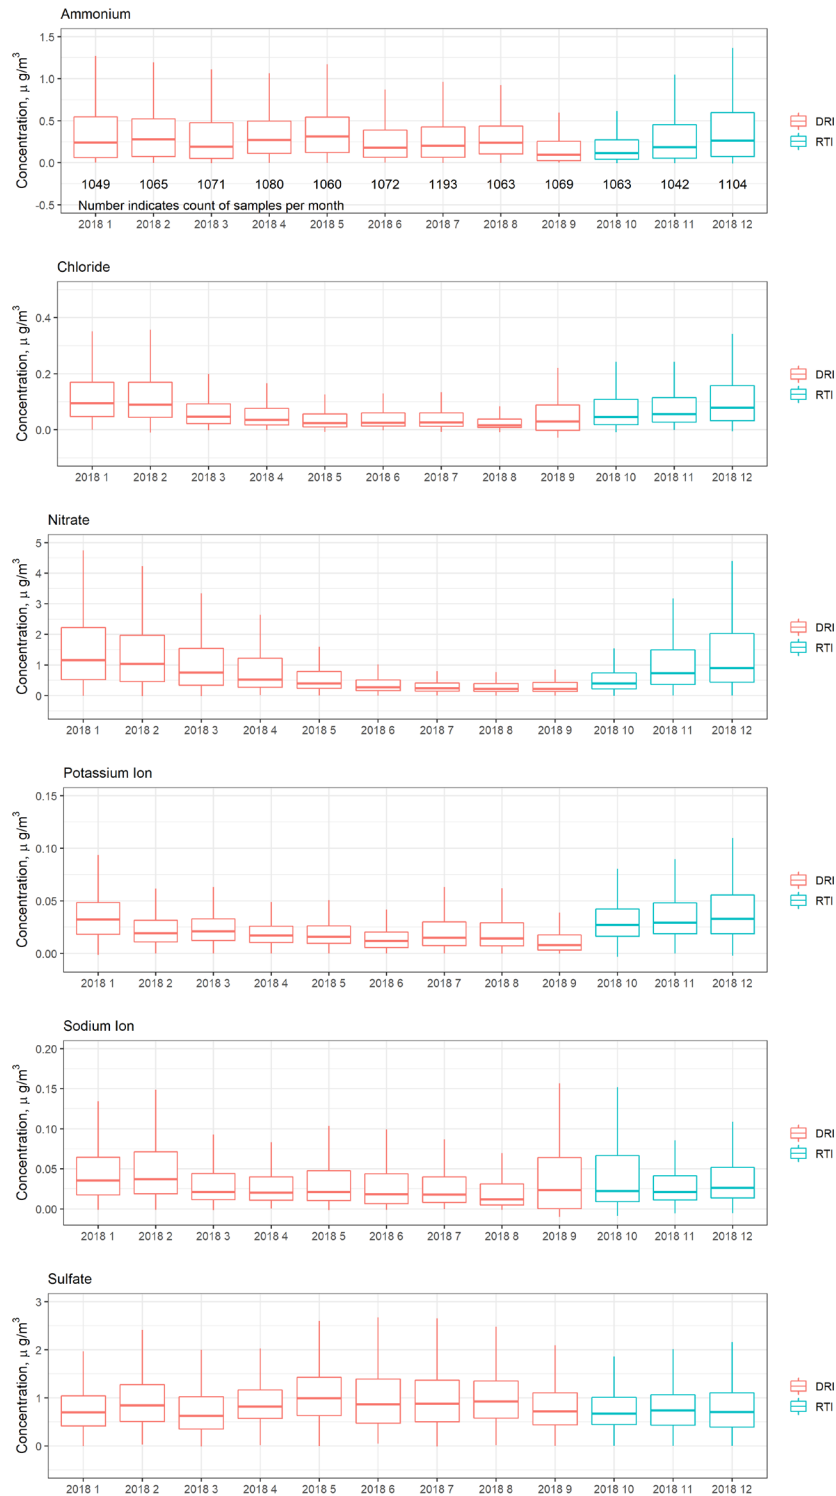 Ammonium
Concentration, μ g/m³
1.5
1.0
0.5
0.0
-0.5
1049 1065 1071 1080 1060 1072 1193 1063 1069 1063 1042 1104
Number indicates count of samples per month
2018 1 2018 2 2018 3 2018 4 2018 5 2018 6 2018 7 2018 8 2018 9 2018 10 2018 11 2018 12
DRI
RTI
Chloride
Concentration, μ g/m³
0.4
0.2
0.0
2018 1 2018 2 2018 3 2018 4 2018 5 2018 6 2018 7 2018 8 2018 9 2018 10 2018 11 2018 12
DRI
RTI
Nitrate
Concentration, μ g/m³
5
4
3
2
1
0
2018 1 2018 2 2018 3 2018 4 2018 5 2018 6 2018 7 2018 8 2018 9 2018 10 2018 11 2018 12
DRI
RTI
Potassium Ion
Concentration, μ g/m³
0.15
0.10
0.05
0.00
2018 1 2018 2 2018 3 2018 4 2018 5 2018 6 2018 7 2018 8 2018 9 2018 10 2018 11 2018 12
DRI
RTI
Sodium Ion
Concentration, μ g/m³
0.20
0.15
0.10
0.05
0.00
2018 1 2018 2 2018 3 2018 4 2018 5 2018 6 2018 7 2018 8 2018 9 2018 10 2018 11 2018 12
DRI
RTI
Sulfate
Concentration, μ g/m³
3
2
1
0
2018 1 2018 2 2018 3 2018 4 2018 5 2018 6 2018 7 2018 8 2018 9 2018 10 2018 11 2018 12
DRI
RTI